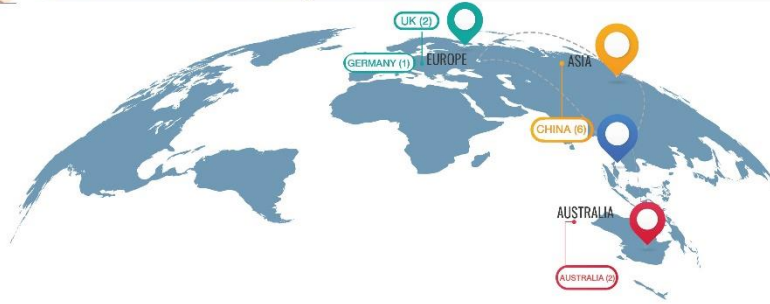 UK (2)
GERMANY (1)
EUROPE
ASIA
CHINA (6)
AUSTRALIA
AUSTRALIA (2)